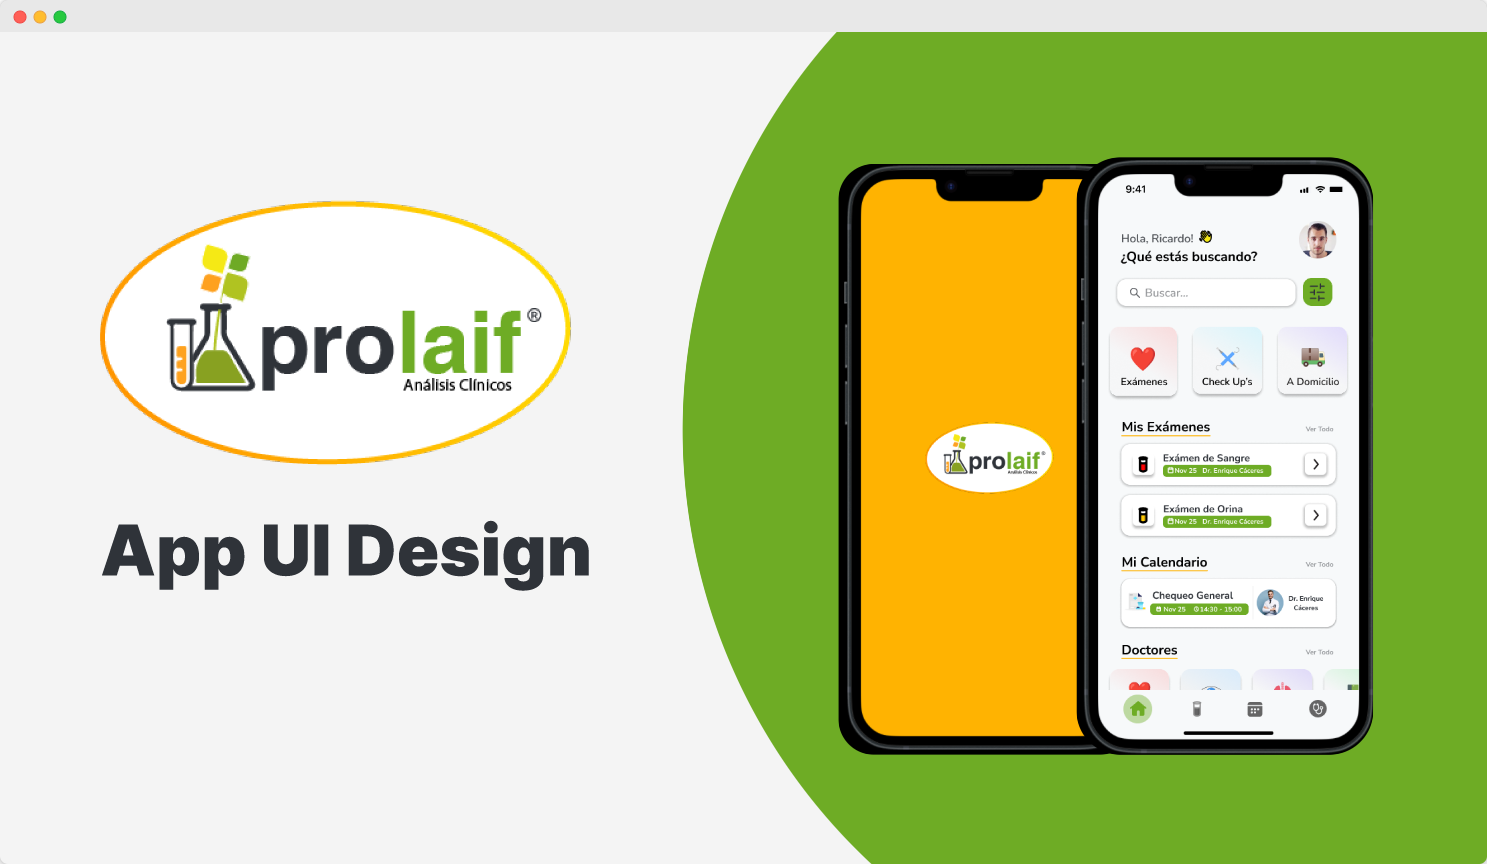 prolaif®
Análisis Clínicos
App UI Design
prolaif®
Análisis Clínicos
9:41
Hola, Ricardo!
¿Qué estás buscando?
Buscar...
Exámenes
Check Up's
A Domicilio
Mis Exámenes
Ver Todo
Exámen de Sangre
Nov 25 Dr. Enrique Cáceres
Exámen de Orina
Nov 25 Dr. Enrique Cáceres
Mi Calendario
Ver Todo
Chequeo General
Nov 25 14:30 - 15:00
Dr. Enrique
Cáceres
Doctores
Ver Todo